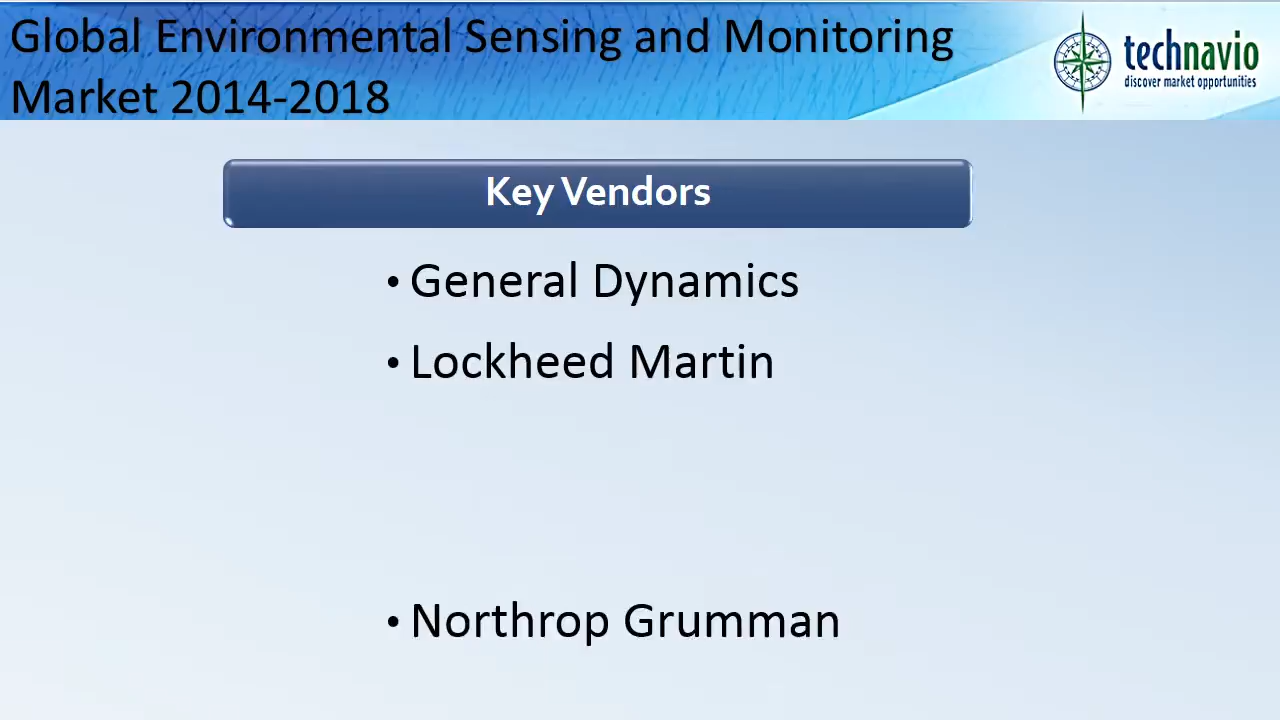 Global Environmental Sensing and Monitoring
Market 2014-2018
technavio
discover market opportunities
Key Vendors
• General Dynamics
• Lockheed Martin
• Northrop Grumman